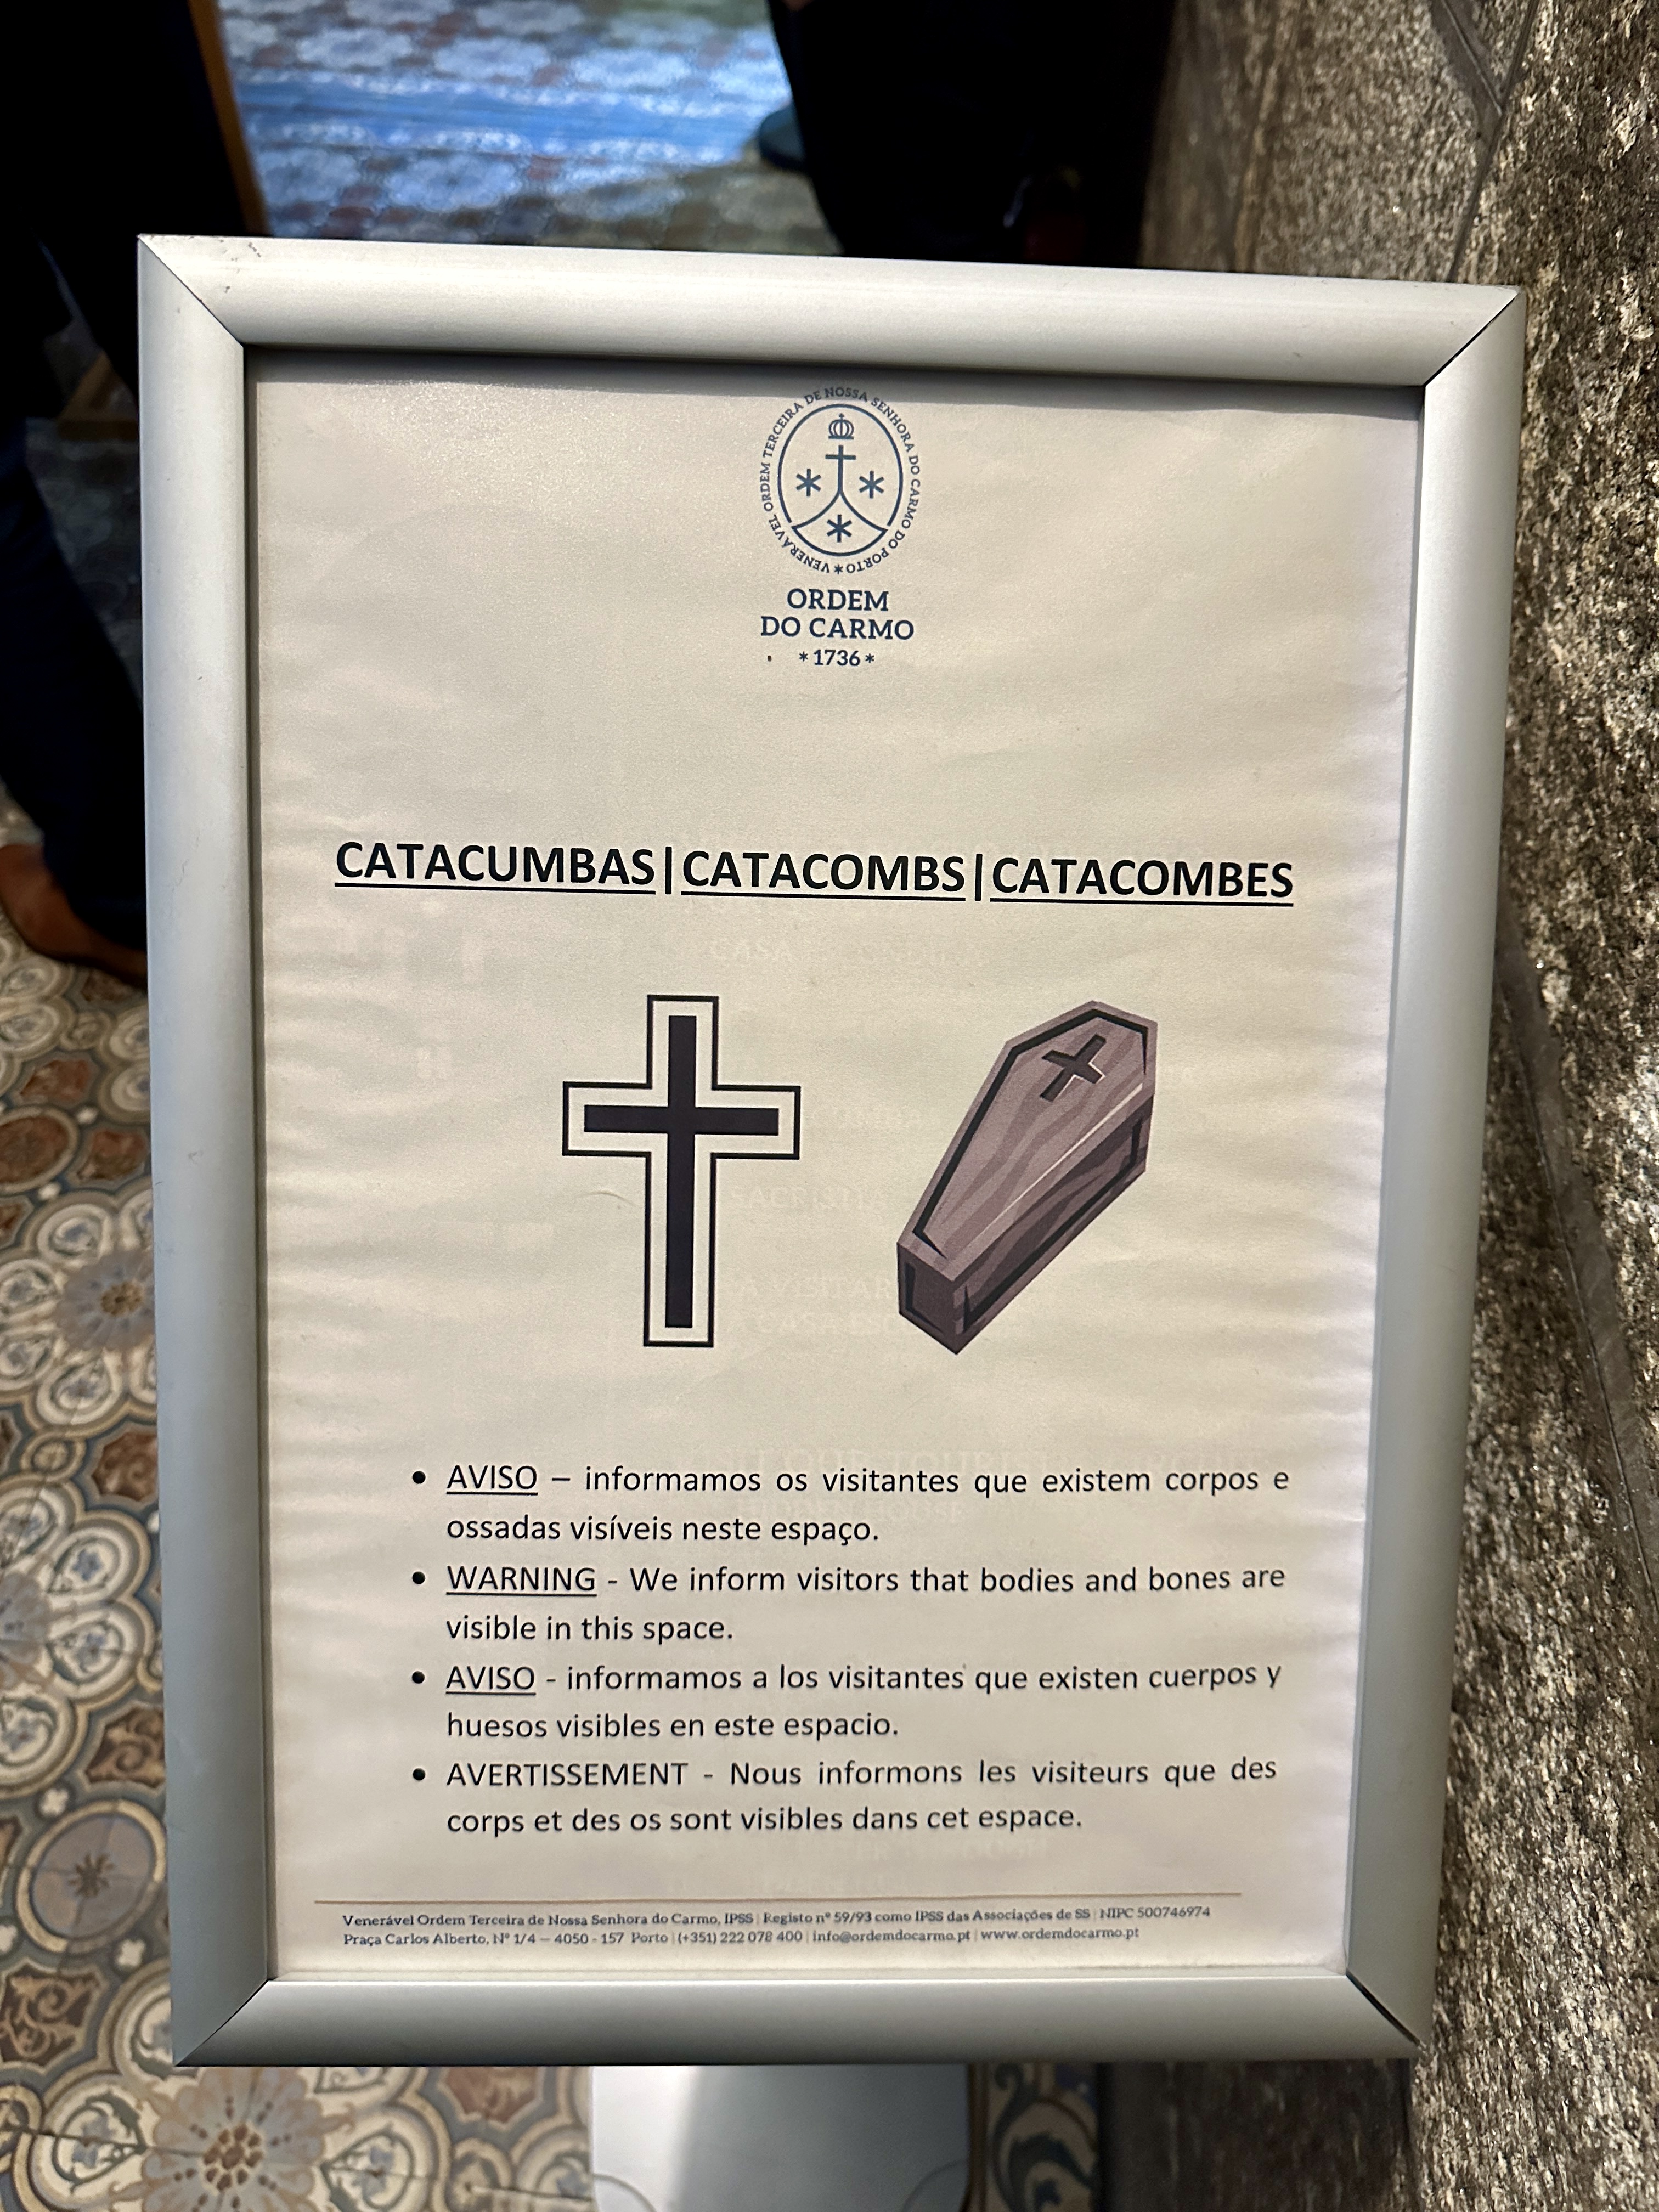 VENERÁVEL ORDEM TERCEIRA DE NOSSA SENHORA DO CARMO DO PORTO *
ORDEM
DO CARMO
* 1736 *
CATACUMBAS|CATACOMBS|CATACOMBES
• AVISO – informamos os visitantes que existem corpos e
ossadas visíveis neste espaço.
• WARNING - We inform visitors that bodies and bones are
visible in this space.
• AVISO - informamos a los visitantes que existen cuerpos y
huesos visibles en este espacio.
• AVERTISSEMENT - Nous informons les visiteurs que des
corps et des os sont visibles dans cet espace.
Venerável Ordem Terceira de Nossa Senhora do Carmo, IPSS | Registo nº 59/93 como IPSS das Associações de SS | NIPC 500746974
Praça Carlos Alberto, Nº 1/4 – 4050 - 157 Porto | (+351) 222 078 400 | info@ordemdocarmo.pt | www.ordemdocarmo.pt